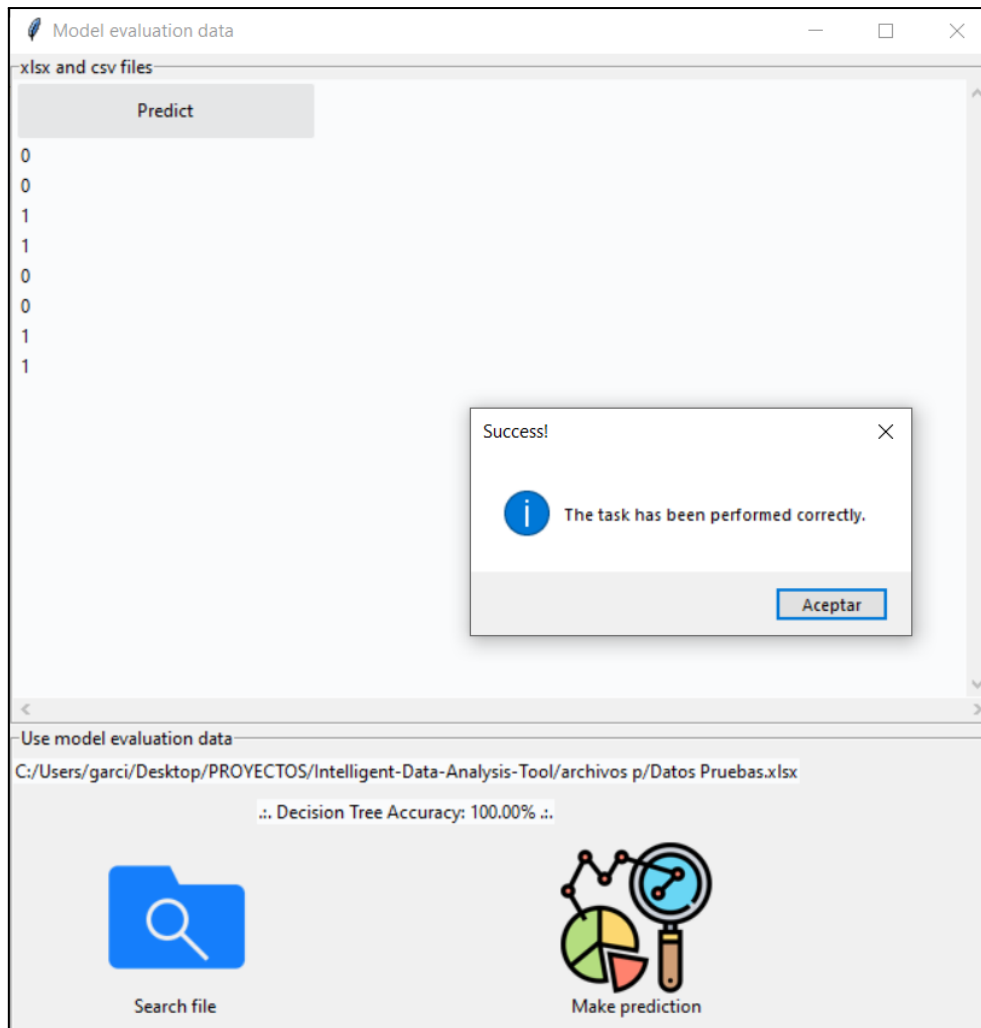 Model evaluation data
xlsx and csv files
Predict
0
0
1
1
0
0
1
1
Success!
The task has been performed correctly.
Aceptar
Use model evaluation data
C:/Users/garci/Desktop/PROYECTOS/Intelligent-Data-Analysis-Tool/archivos p/Datos Pruebas.xlsx
.:. Decision Tree Accuracy: 100.00% .:.
Search file
Make prediction